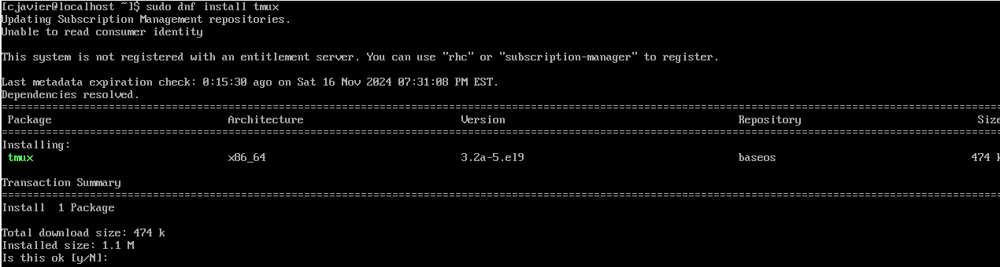 [cjavier@localhost ~]$ sudo dnf install tmux
Updating Subscription Management repositories.
Unable to read consumer identity
This system is not registered with an entitlement server. You can use "rhc" or "subscription-manager" to register.
Last metadata expiration check: 0:15:30 ago on Sat 16 Nov 2024 07:31:08 PM EST.
Dependencies resolved.
================================================================================
Package Architecture Version Repository Size
================================================================================
Installing:
tmux x86_64 3.2a-5.el9 baseos 474 k
Transaction Summary
================================================================================
Install 1 Package
Total download size: 474 k
Installed size: 1.1 M
Is this ok [y/N]: